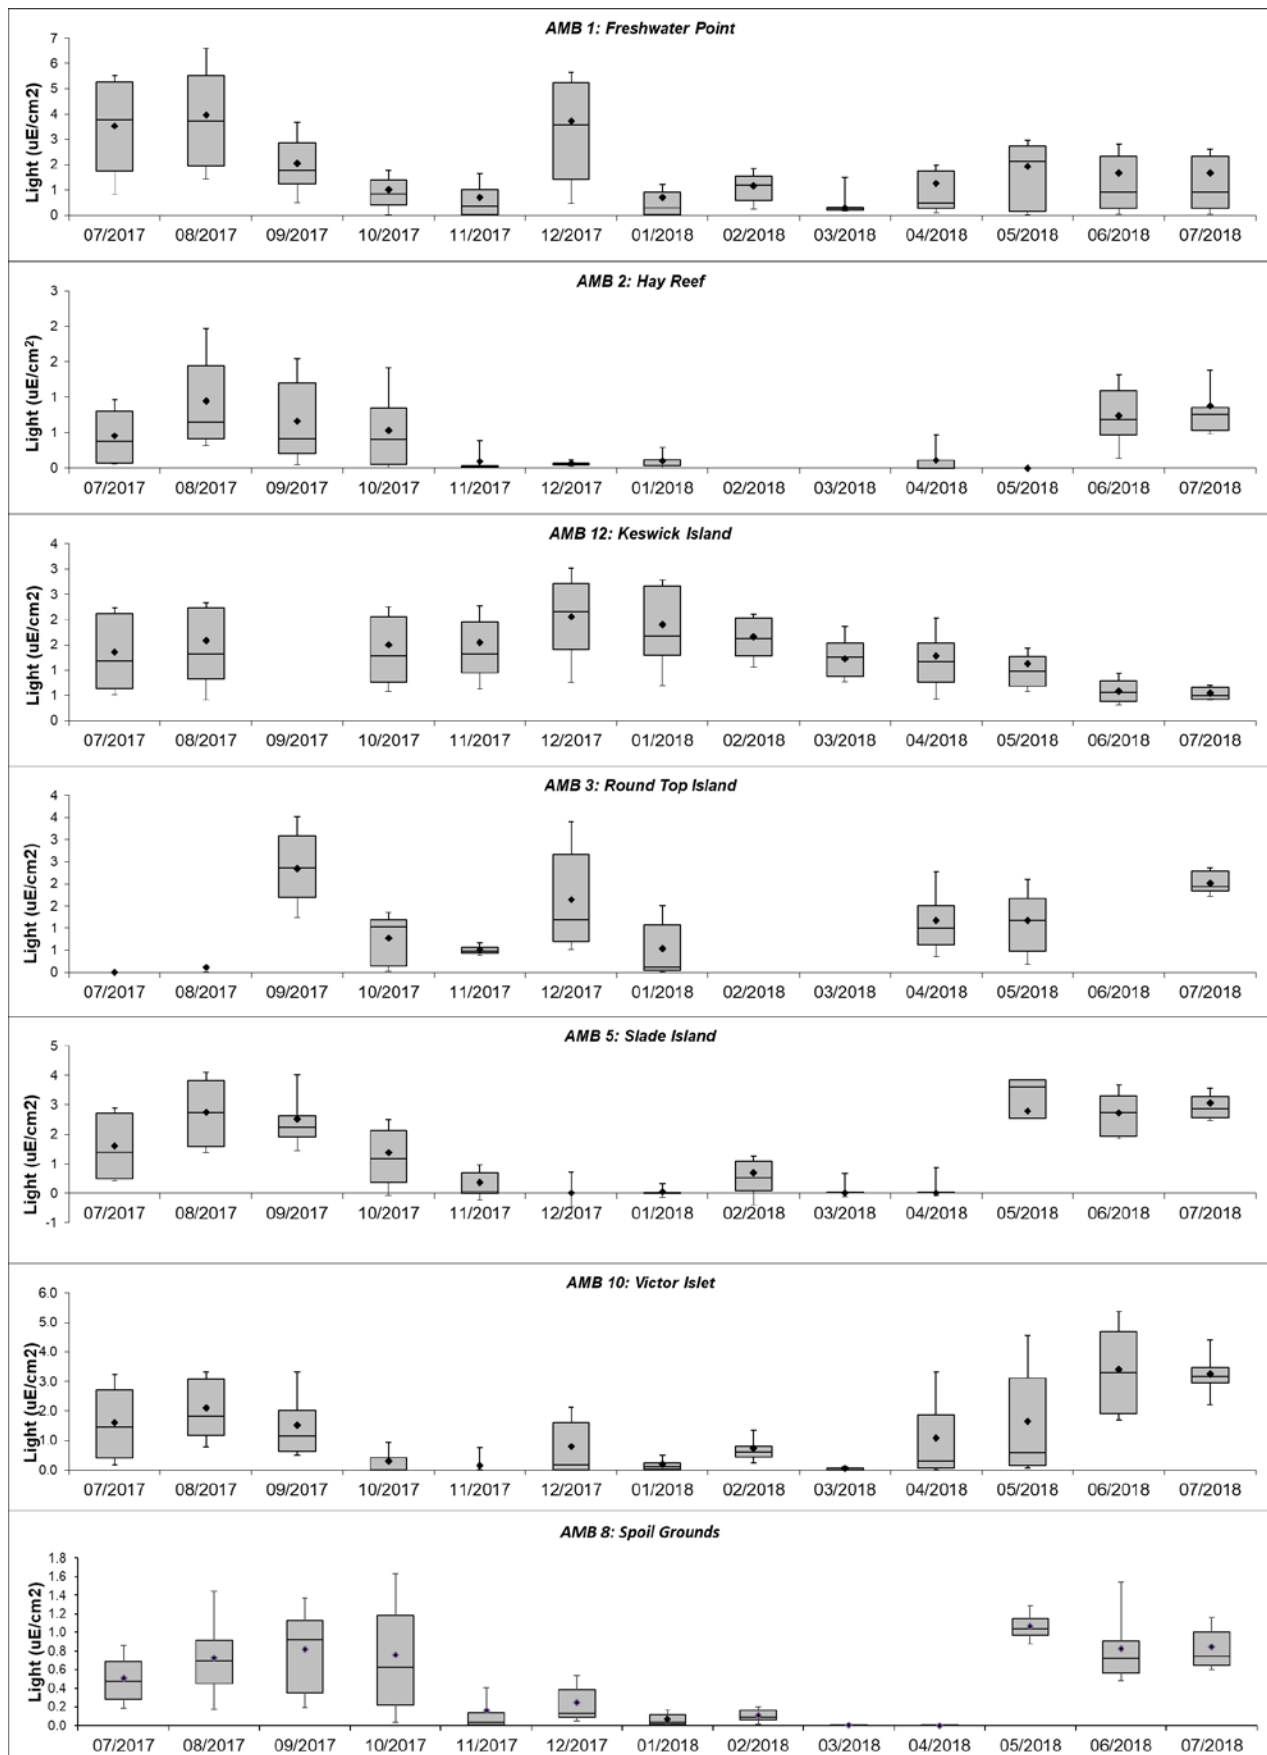 AMB 1: Freshwater Point
Light (uE/cm2)
7
6
5
4
3
2
1
0
07/2017 08/2017 09/2017 10/2017 11/2017 12/2017 01/2018 02/2018 03/2018 04/2018 05/2018 06/2018 07/2018
AMB 2: Hay Reef
Light (uE/cm²)
3
2
2
1
1
0
07/2017 08/2017 09/2017 10/2017 11/2017 12/2017 01/2018 02/2018 03/2018 04/2018 05/2018 06/2018 07/2018
AMB 12: Keswick Island
Light (uE/cm2)
4
3
3
2
2
1
1
0
07/2017 08/2017 09/2017 10/2017 11/2017 12/2017 01/2018 02/2018 03/2018 04/2018 05/2018 06/2018 07/2018
AMB 3: Round Top Island
Light (uE/cm2)
4
4
3
3
2
2
1
1
0
07/2017 08/2017 09/2017 10/2017 11/2017 12/2017 01/2018 02/2018 03/2018 04/2018 05/2018 06/2018 07/2018
AMB 5: Slade Island
Light (uE/cm2)
5
4
3
2
1
0
-1
07/2017 08/2017 09/2017 10/2017 11/2017 12/2017 01/2018 02/2018 03/2018 04/2018 05/2018 06/2018 07/2018
AMB 10: Victor Islet
Light (uE/cm2)
6.0
5.0
4.0
3.0
2.0
1.0
0.0
07/2017 08/2017 09/2017 10/2017 11/2017 12/2017 01/2018 02/2018 03/2018 04/2018 05/2018 06/2018 07/2018
AMB 8: Spoil Grounds
Light (uE/cm2)
1.8
1.6
1.4
1.2
1.0
0.8
0.6
0.4
0.2
0.0
07/2017 08/2017 09/2017 10/2017 11/2017 12/2017 01/2018 02/2018 03/2018 04/2018 05/2018 06/2018 07/2018